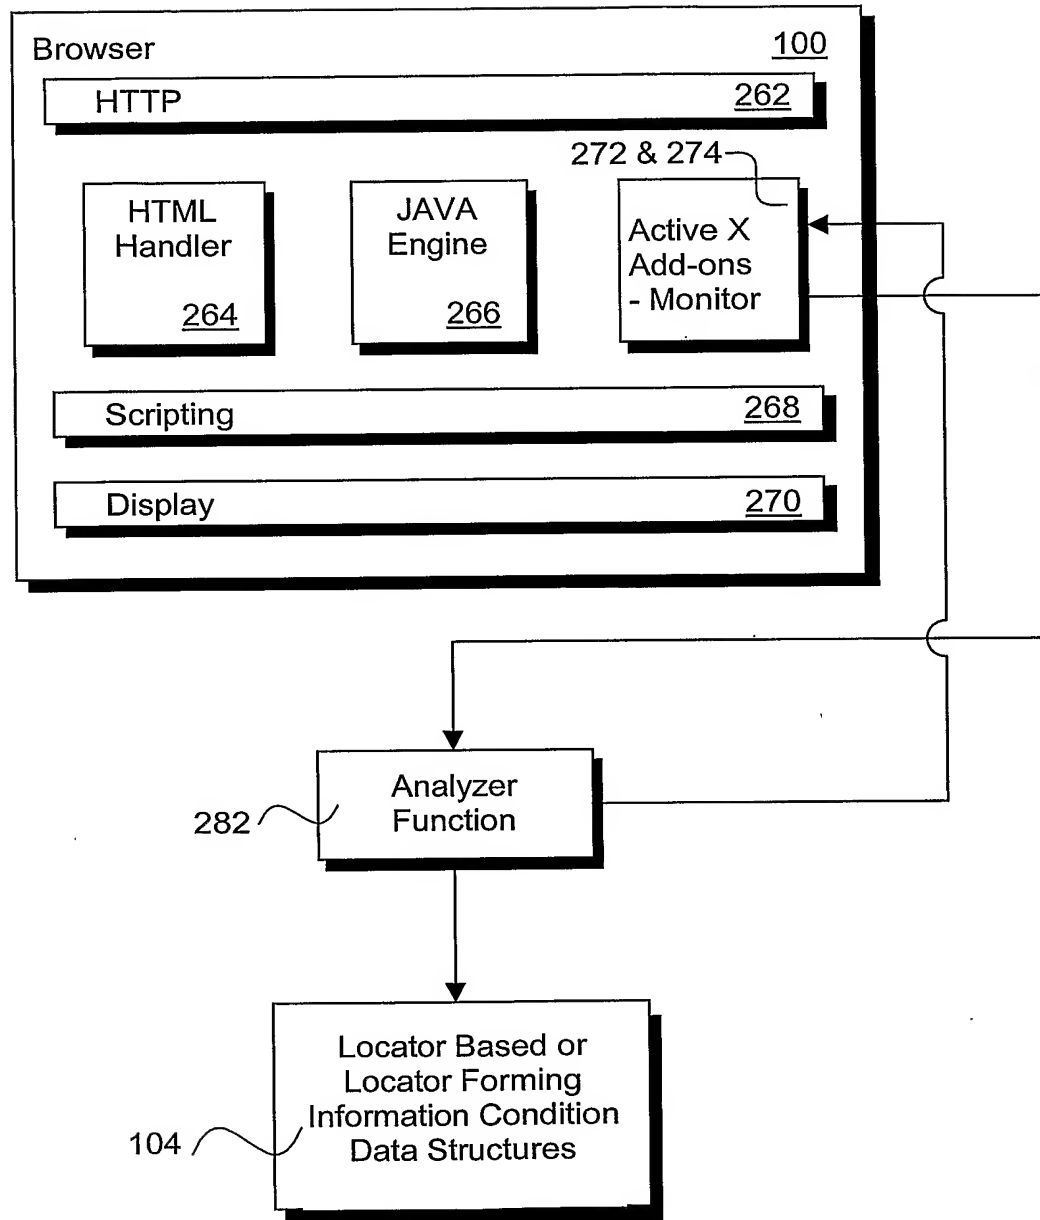 Browser 100
HTTP 262
272 & 274
HTML
Handler
264
JAVA
Engine
266
Active X
Add-ons
- Monitor
Scripting 268
Display 270
Analyzer
Function
282
Locator Based or
Locator Forming
Information Condition
Data Structures
104